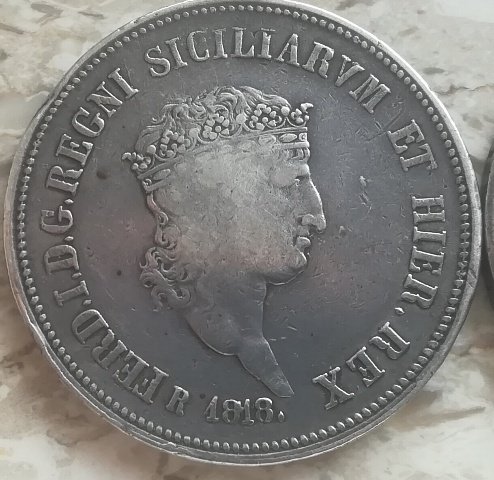 FERD.I.D.G.REGNI SICILIARVM ET HIER. REX
R 1818.